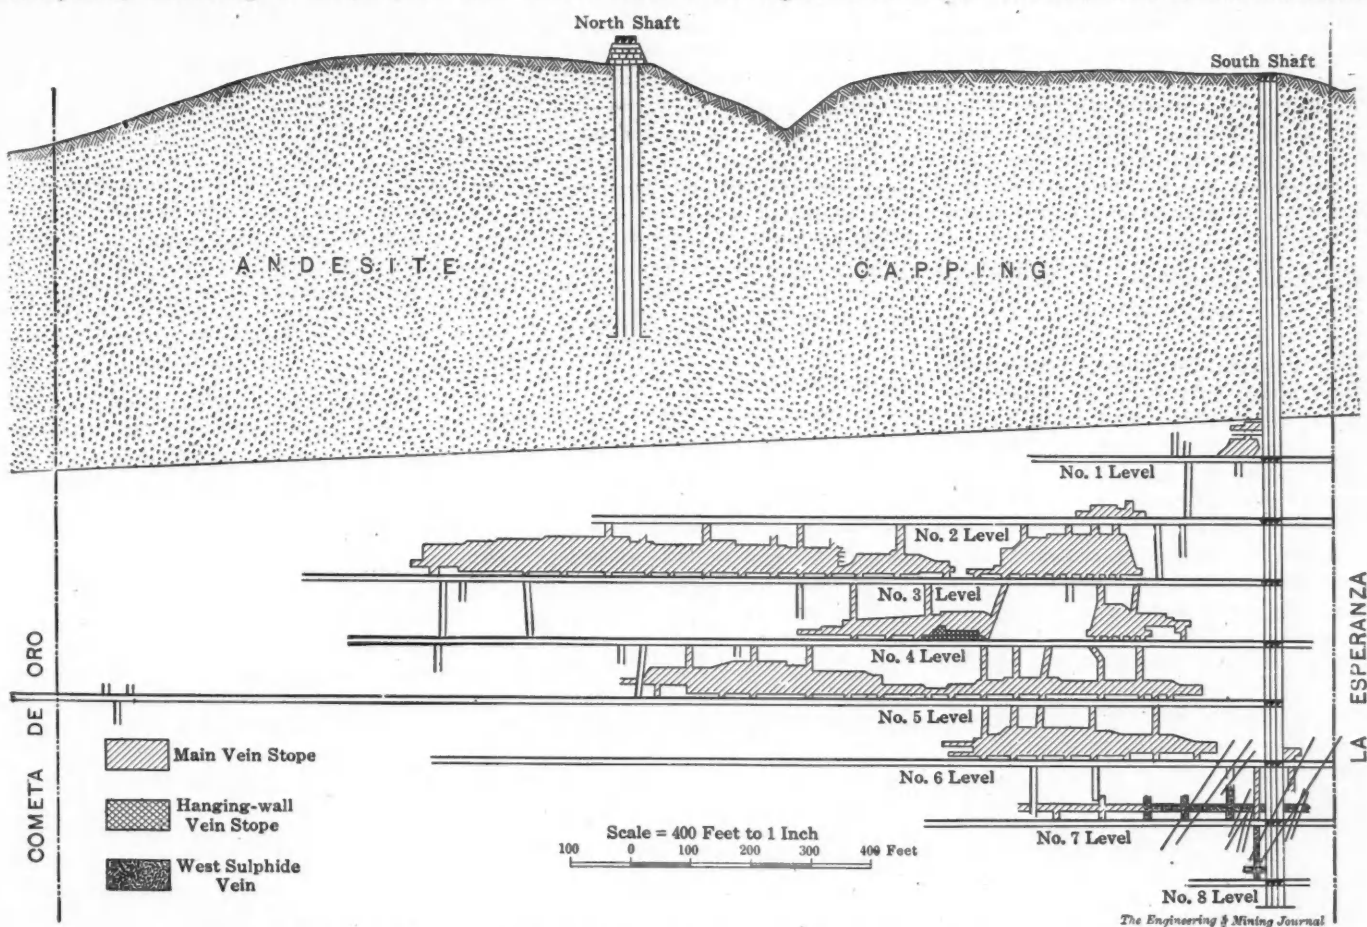 North Shaft
South Shaft
ANDESITE
CAPPING
No. 1 Level
No. 2 Level
No. 3 Level
No. 4 Level
No. 5 Level
No. 6 Level
No. 7 Level
No. 8 Level
COMETA DE ORO
LA ESPERANZA
Main Vein Stope
Hanging-wall
Vein Stope
West Sulphide
Vein
Scale = 400 Feet to 1 Inch
100 0 100 200 300 400 Feet
The Engineering & Mining Journal